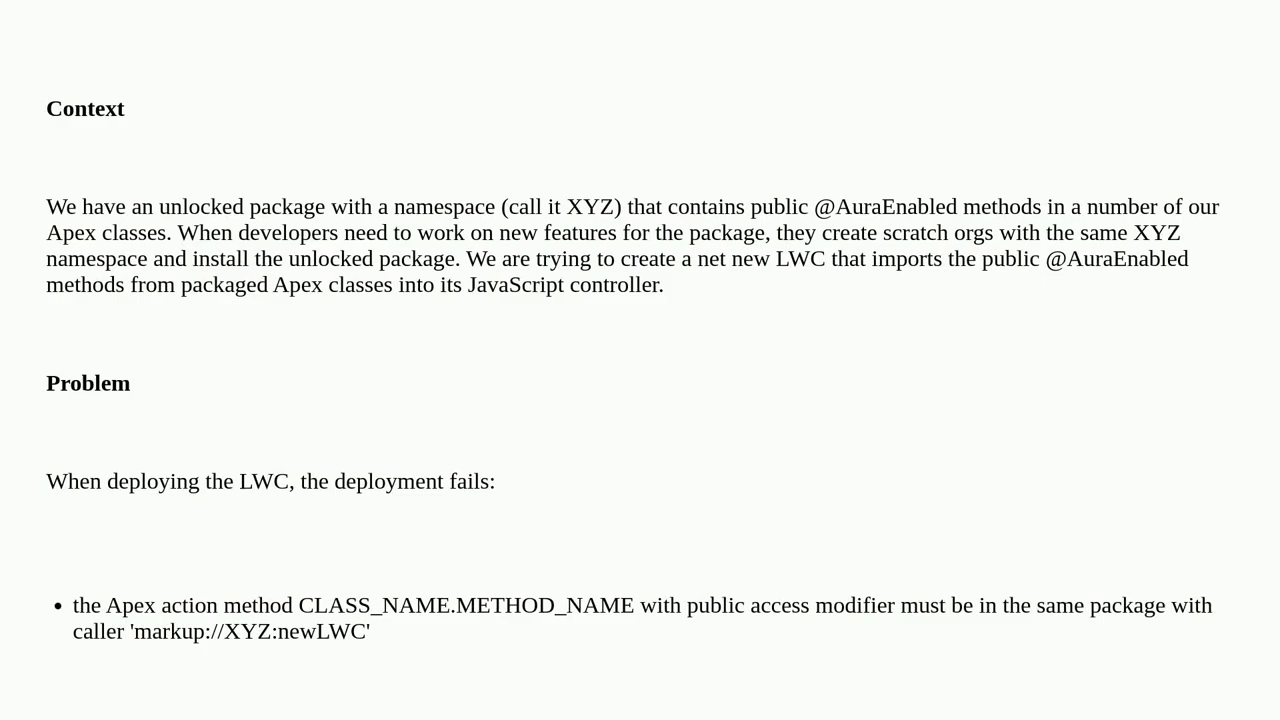 Context
We have an unlocked package with a namespace (call it XYZ) that contains public @AuraEnabled methods in a number of our
Apex classes. When developers need to work on new features for the package, they create scratch orgs with the same XYZ
namespace and install the unlocked package. We are trying to create a net new LWC that imports the public @AuraEnabled
methods from packaged Apex classes into its JavaScript controller.
Problem
When deploying the LWC, the deployment fails:
• the Apex action method CLASS_NAME.METHOD_NAME with public access modifier must be in the same package with
caller 'markup://XYZ:newLWC'